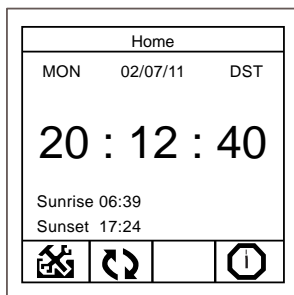 Home
MON 02/07/11 DST
20 : 12 : 40
Sunrise 06:39
Sunset 17:24
i